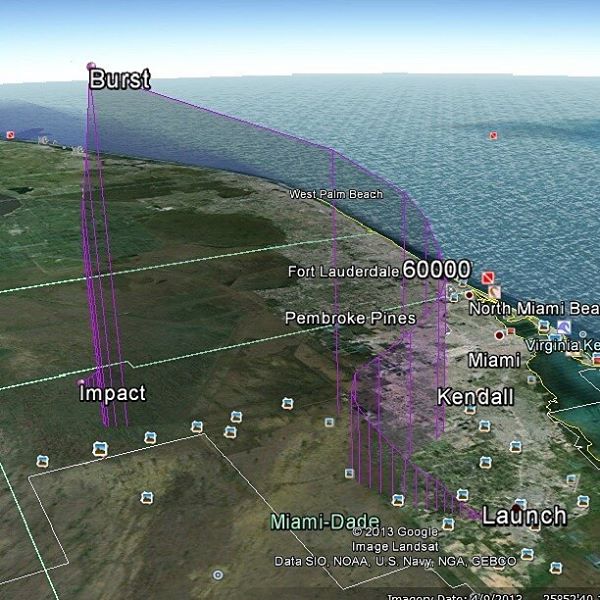 Burst
West Palm Beach
Fort Lauderdale
60000
Pembroke Pines
North Miami Bea
Virginia Ke
Miami
Impact
Kendall
Launch
Miami-Dade
© 2013 Google
Image Landsat
Data SIO, NOAA, U.S. Navy, NGA, GEBCO
Imagery Date: 4/9/2013